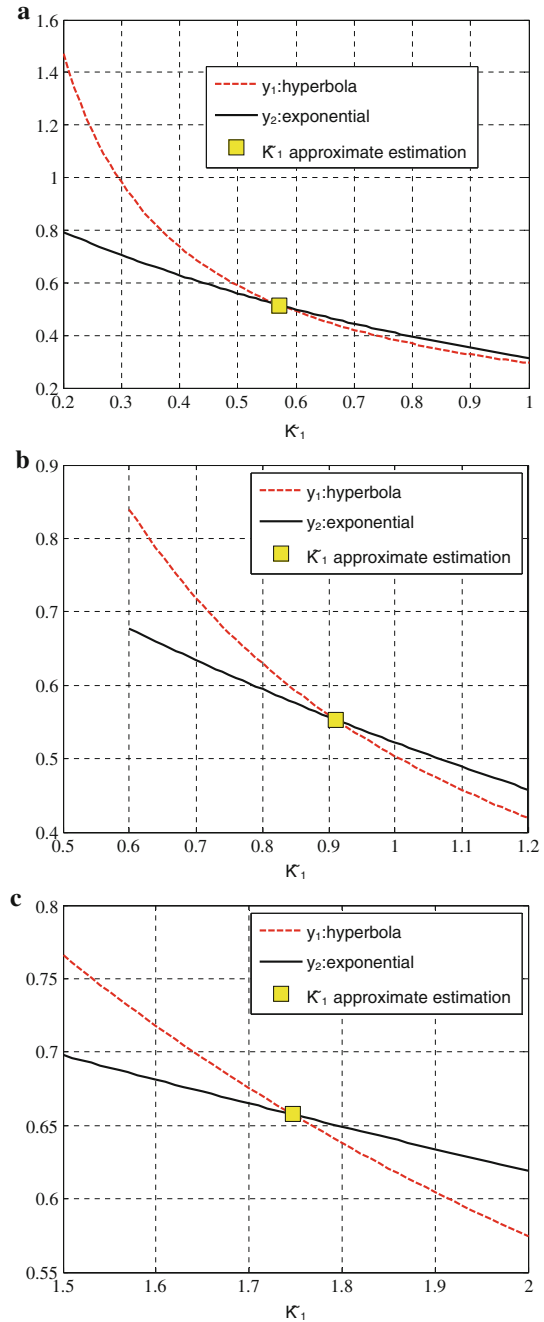 a
1.6
1.4
1.2
1
0.8
0.6
0.4
0.2
y₁:hyperbola
y₂:exponential
K̄₁ approximate estimation
0.2 0.3 0.4 0.5 0.6 0.7 0.8 0.9 1
K̄₁
b
0.9
0.8
0.7
0.6
0.5
0.4
y₁:hyperbola
y₂:exponential
K̄₁ approximate estimation
0.5 0.6 0.7 0.8 0.9 1 1.1 1.2
K̄₁
c
0.8
0.75
0.7
0.65
0.6
0.55
y₁:hyperbola
y₂:exponential
K̄₁ approximate estimation
1.5 1.6 1.7 1.8 1.9 2
K̄₁